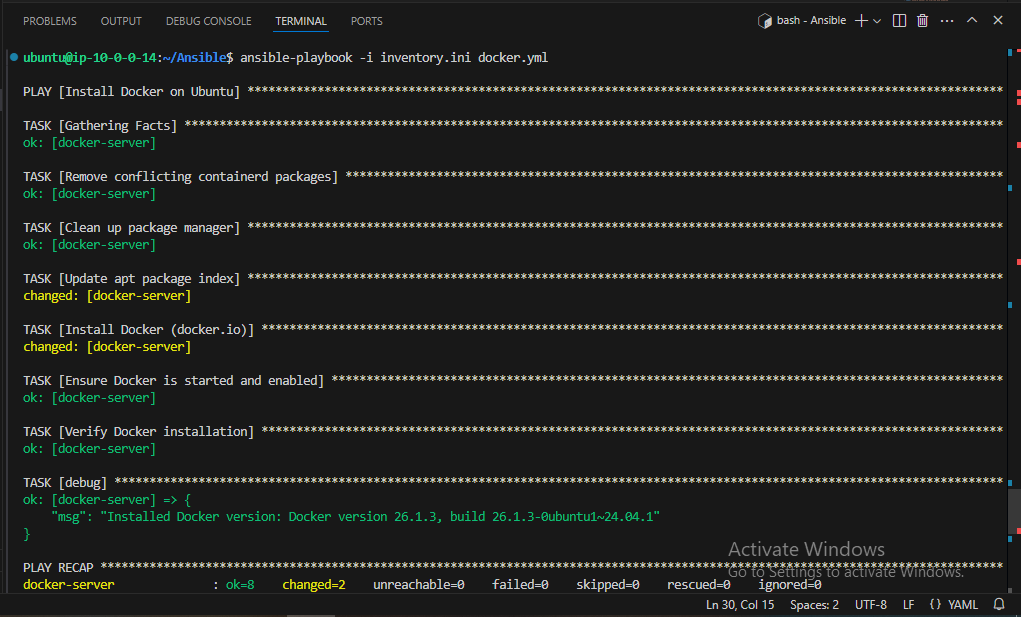 PROBLEMS OUTPUT DEBUG CONSOLE TERMINAL PORTS bash - Ansible
ubuntu@ip-10-0-0-14:~/Ansible$ ansible-playbook -i inventory.ini docker.yml
PLAY [Install Docker on Ubuntu] ************************************************************************************************************
TASK [Gathering Facts] *********************************************************************************************************************
ok: [docker-server]
TASK [Remove conflicting containerd packages] **********************************************************************************************
ok: [docker-server]
TASK [Clean up package manager] ************************************************************************************************************
ok: [docker-server]
TASK [Update apt package index] ************************************************************************************************************
changed: [docker-server]
TASK [Install Docker (docker.io)] **********************************************************************************************************
changed: [docker-server]
TASK [Ensure Docker is started and enabled] ************************************************************************************************
ok: [docker-server]
TASK [Verify Docker installation] **********************************************************************************************************
ok: [docker-server]
TASK [debug] *******************************************************************************************************************************
ok: [docker-server] => {
"msg": "Installed Docker version: Docker version 26.1.3, build 26.1.3-0ubuntu1~24.04.1"
}
PLAY RECAP *********************************************************************************************************************************
docker-server : ok=8 changed=2 unreachable=0 failed=0 skipped=0 rescued=0 ignored=0
Activate Windows
Go to Settings to activate Windows.
Ln 30, Col 15 Spaces: 2 UTF-8 LF {} YAML